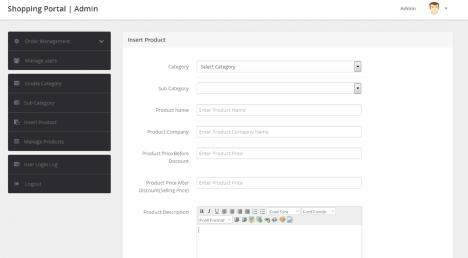 Shopping Portal | Admin
Admin
Order Management
Manage users
Create Category
Sub Category
Insert Product
Manage Products
User Login Log
Logout
Insert Product
Category
Select Category
Sub Category
Product Name
Enter Product Name
Product Company
Enter Product Comapny Name
Product Price Before
Discount
Enter Product Price
Product Price After
Discount(Selling Price)
Enter Product Price
Product Description
B I U
Font Size
Font Family
Font Format